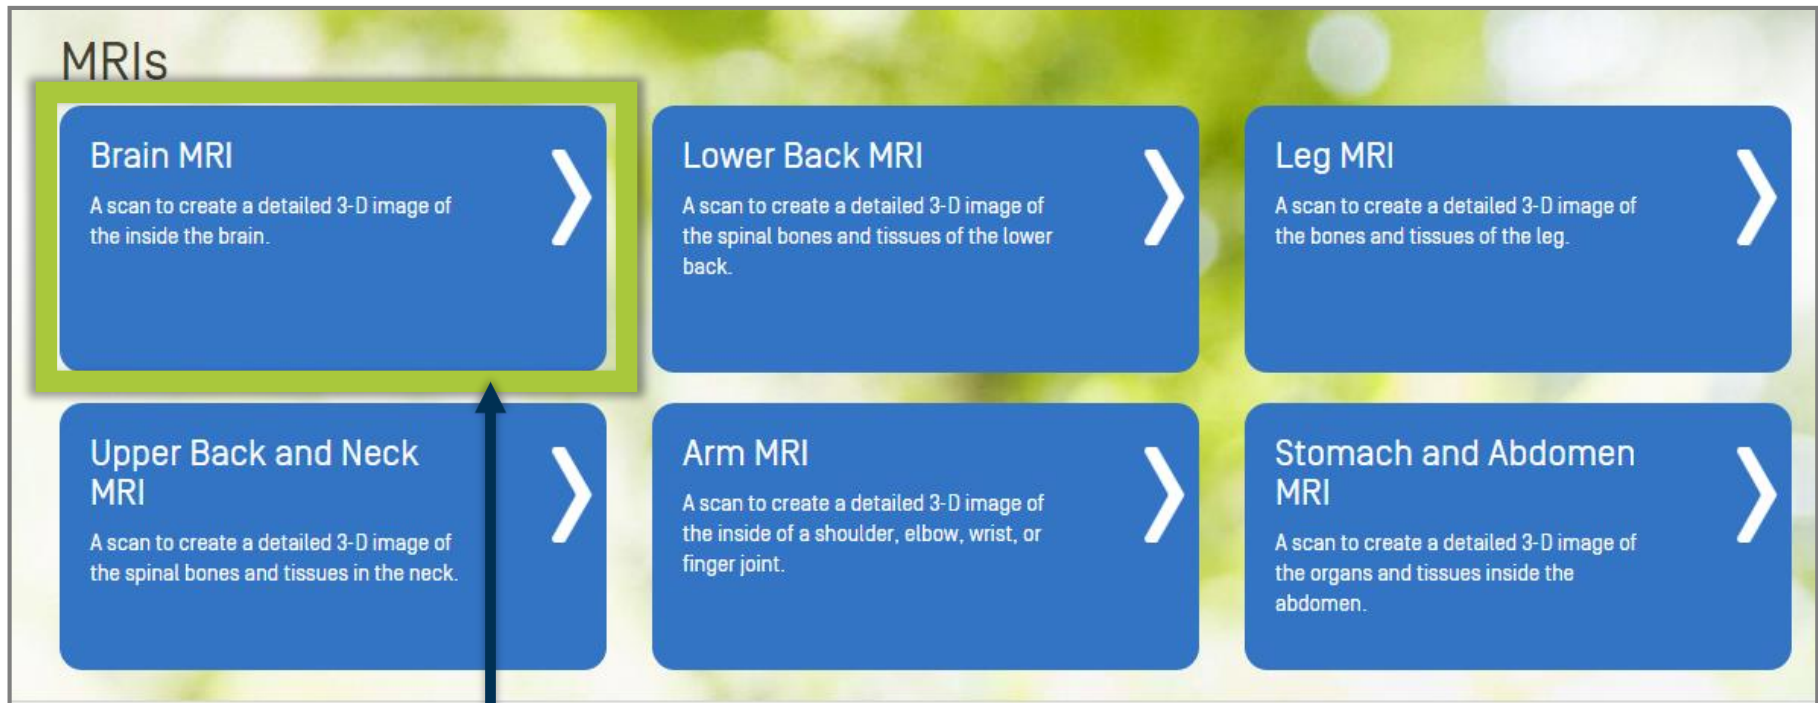 MRIs
Brain MRI
A scan to create a detailed 3-D image of
the inside the brain.
Lower Back MRI
A scan to create a detailed 3-D image of
the spinal bones and tissues of the lower
back.
Leg MRI
A scan to create a detailed 3-D image of
the bones and tissues of the leg.
Upper Back and Neck
MRI
A scan to create a detailed 3-D image of
the spinal bones and tissues in the neck.
Arm MRI
A scan to create a detailed 3-D image of
the inside of a shoulder, elbow, wrist, or
finger joint.
Stomach and Abdomen
MRI
A scan to create a detailed 3-D image of
the organs and tissues inside the
abdomen.